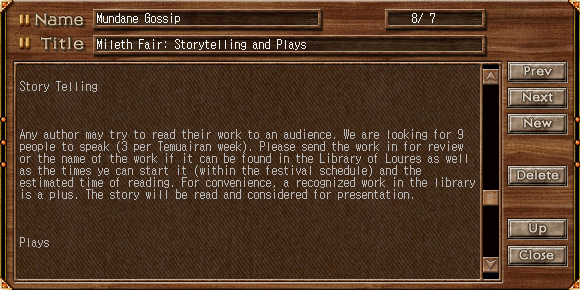 Name Mundane Gossip 8/ 7
Title Mileth Fair: Storytelling and Plays
Story Telling
Any author may try to read their work to an audience. We are looking for 9
people to speak (3 per Temuairan week). Please send the work in for review
or the name of the work if it can be found in the Library of Loures as well
as the times ye can start it (within the festival schedule) and the
estimated time of reading. For convenience, a recognized work in the library
is a plus. The story will be read and considered for presentation.
Plays
Prev
Next
New
Delete
Up
Close